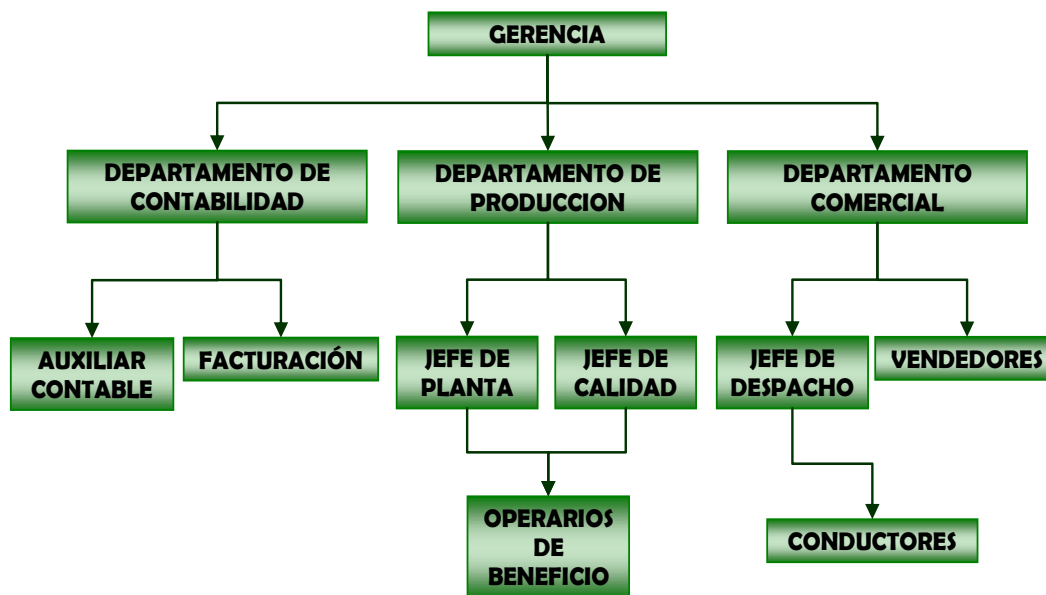 GERENCIA
DEPARTAMENTO DE
CONTABILIDAD
DEPARTAMENTO DE
PRODUCCION
DEPARTAMENTO
COMERCIAL
AUXILIAR
CONTABLE
FACTURACIÓN
JEFE DE
PLANTA
JEFE DE
CALIDAD
JEFE DE
DESPACHO
VENDEDORES
OPERARIOS
DE
BENEFICIO
CONDUCTORES